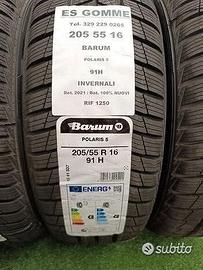 ES GOMME
Tel. 329 229 0265
205 55 16
BARUM
POLARIS 5
91H
INVERNALI
Rif. 2021 / Bat. 100% NUOVI
RIF 1250
Barum
POLARIS 5
205/55 R 16
91 H
ENERG
subito